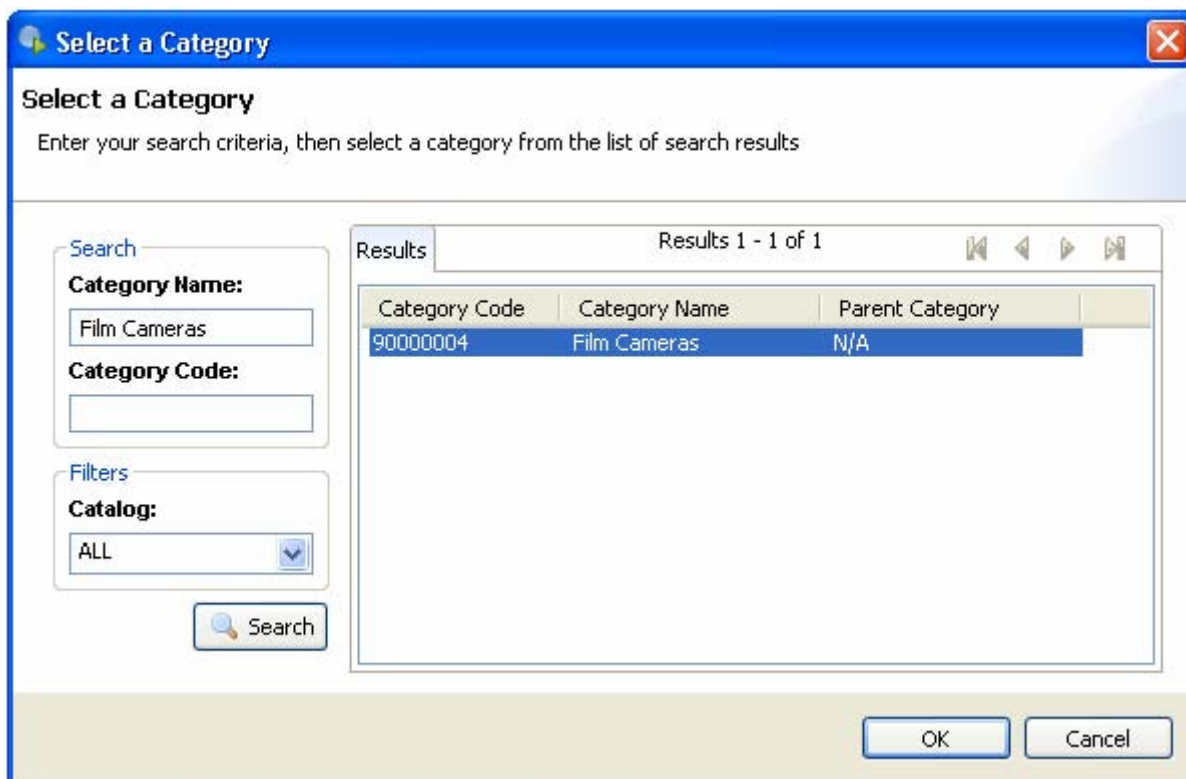 Select a Category
Select a Category
Enter your search criteria, then select a category from the list of search results
Search
Category Name:
Film Cameras
Category Code:
Filters
Catalog:
ALL
Search
Results
Results 1 - 1 of 1
Category Code Category Name Parent Category
90000004 Film Cameras N/A
OK Cancel